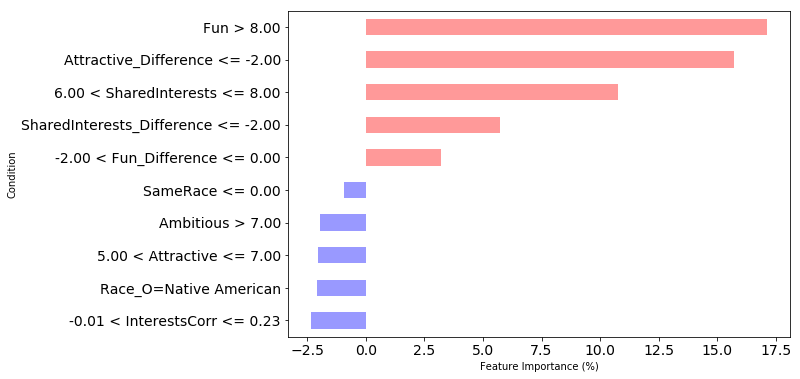 Fun > 8.00
Attractive_Difference <= -2.00
6.00 < SharedInterests <= 8.00
SharedInterests_Difference <= -2.00
-2.00 < Fun_Difference <= 0.00
SameRace <= 0.00
Ambitious > 7.00
5.00 < Attractive <= 7.00
Race_O=Native American
-0.01 < InterestsCorr <= 0.23
Condition
−2.5 0.0 2.5 5.0 7.5 10.0 12.5 15.0 17.5
Feature Importance (%)